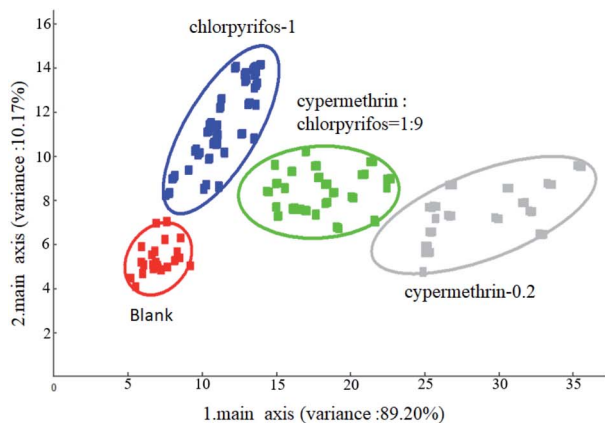 chlorpyrifos-1
cypermethrin :
chlorpyrifos=1:9
cypermethrin-0.2
Blank
2.main axis (variance :10.17%)
16
14
12
10
8
6
4
2
0 5 10 15 20 25 30 35
1.main axis (variance :89.20%)